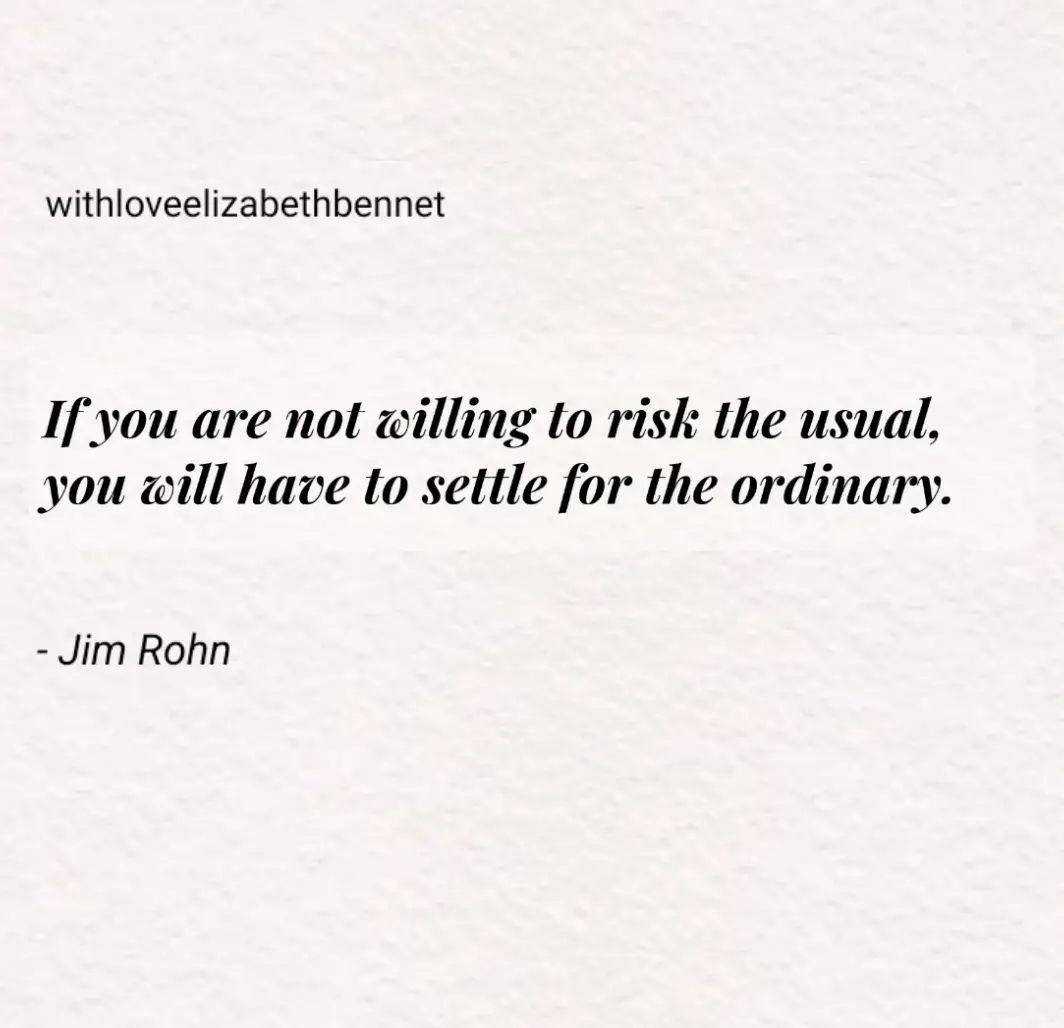 withloveelizabethbennet
If you are not willing to risk the usual,
you will have to settle for the ordinary.
- Jim Rohn